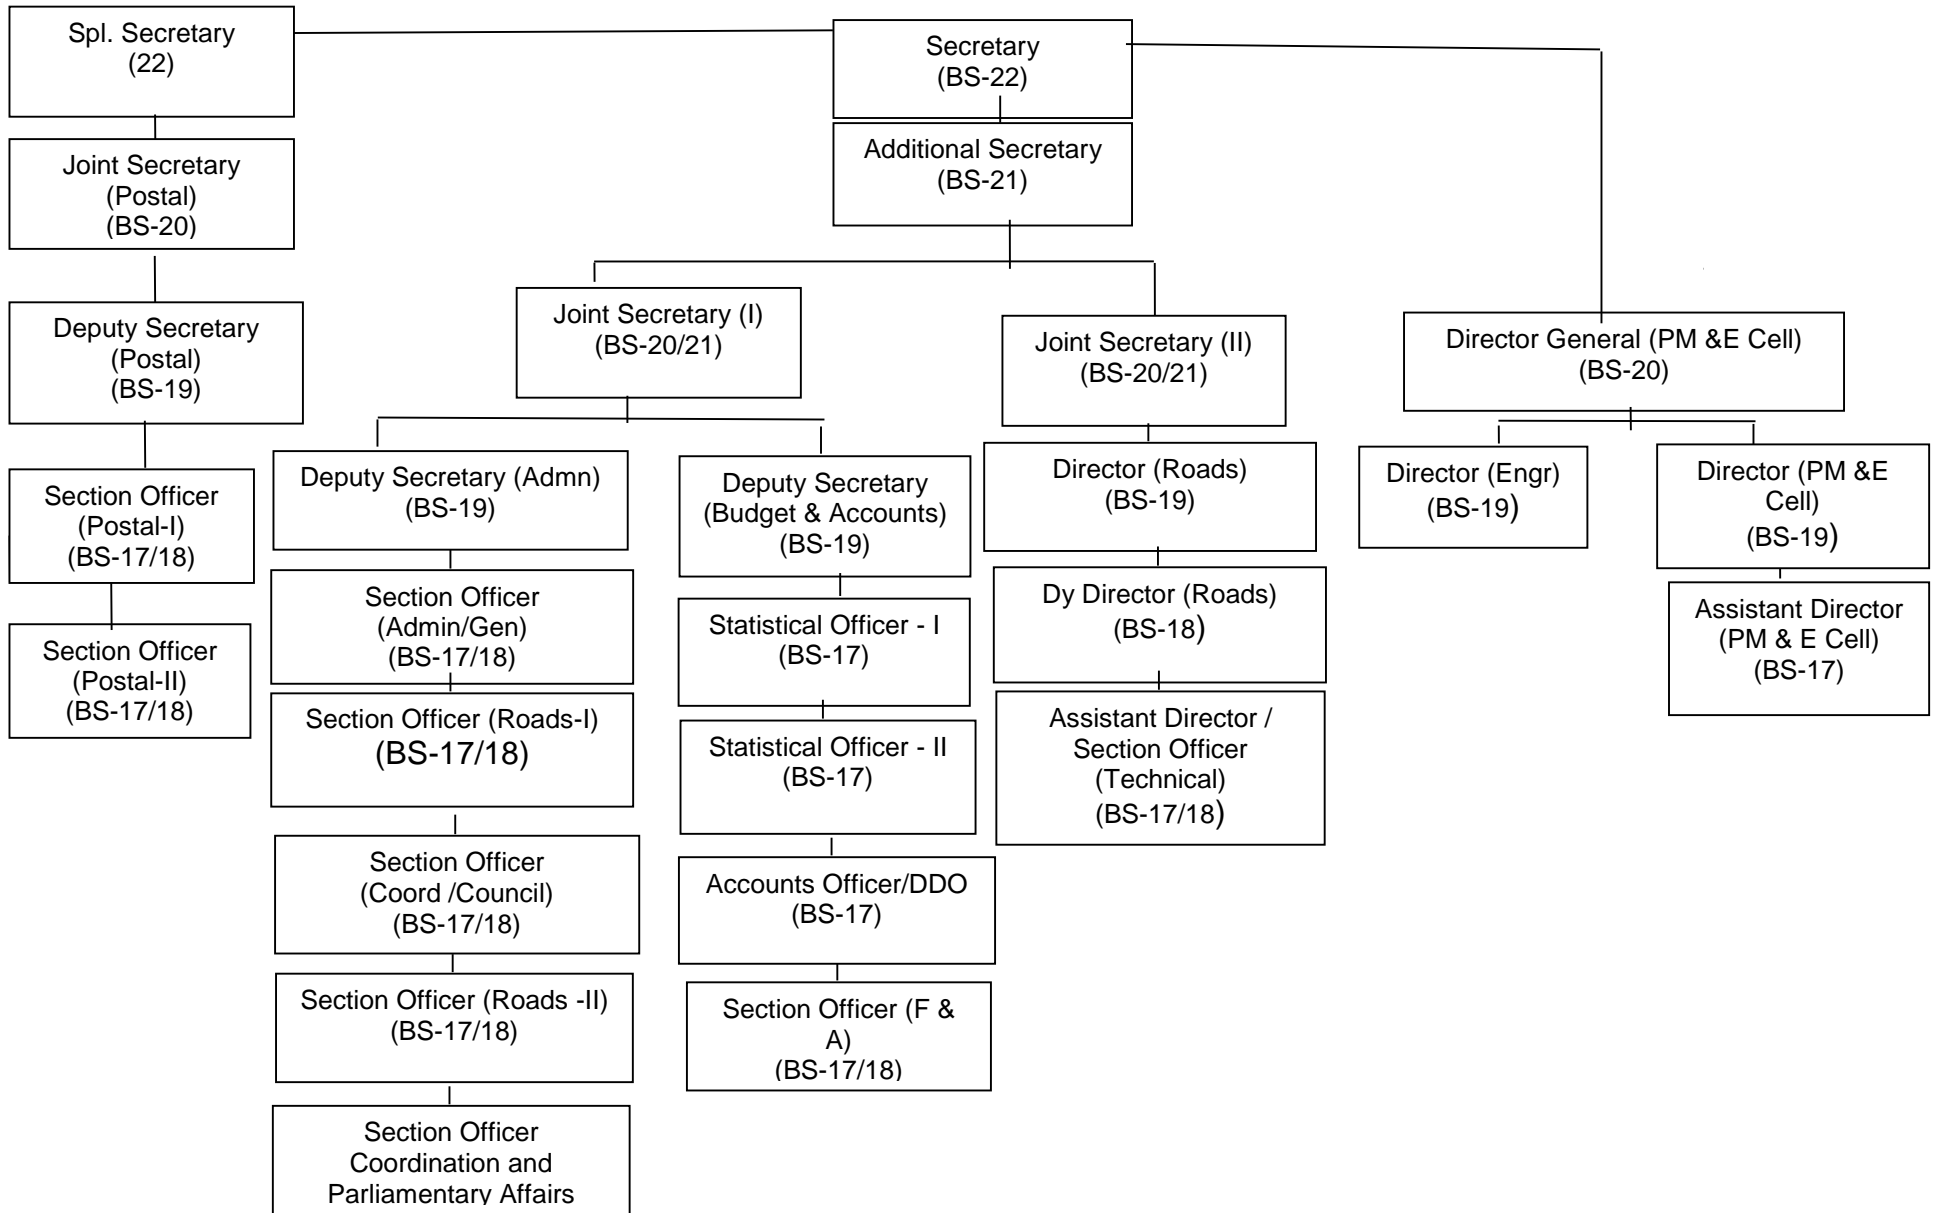 Spl. Secretary
(22)
Secretary
(BS-22)
Additional Secretary
(BS-21)
Joint Secretary
(Postal)
(BS-20)
Deputy Secretary
(Postal)
(BS-19)
Section Officer
(Postal-I)
(BS-17/18)
Section Officer
(Postal-II)
(BS-17/18)
Joint Secretary (I)
(BS-20/21)
Deputy Secretary (Admn)
(BS-19)
Section Officer
(Admin/Gen)
(BS-17/18)
Section Officer (Roads-I)
(BS-17/18)
Section Officer
(Coord /Council)
(BS-17/18)
Section Officer (Roads -II)
(BS-17/18)
Section Officer
Coordination and
Parliamentary Affairs
Deputy Secretary
(Budget & Accounts)
(BS-19)
Statistical Officer - I
(BS-17)
Statistical Officer - II
(BS-17)
Accounts Officer/DDO
(BS-17)
Section Officer (F &
A)
(BS-17/18)
Joint Secretary (II)
(BS-20/21)
Director (Roads)
(BS-19)
Dy Director (Roads)
(BS-18)
Assistant Director /
Section Officer
(Technical)
(BS-17/18)
Director General (PM &E Cell)
(BS-20)
Director (Engr)
(BS-19)
Director (PM &E
Cell)
(BS-19)
Assistant Director
(PM & E Cell)
(BS-17)